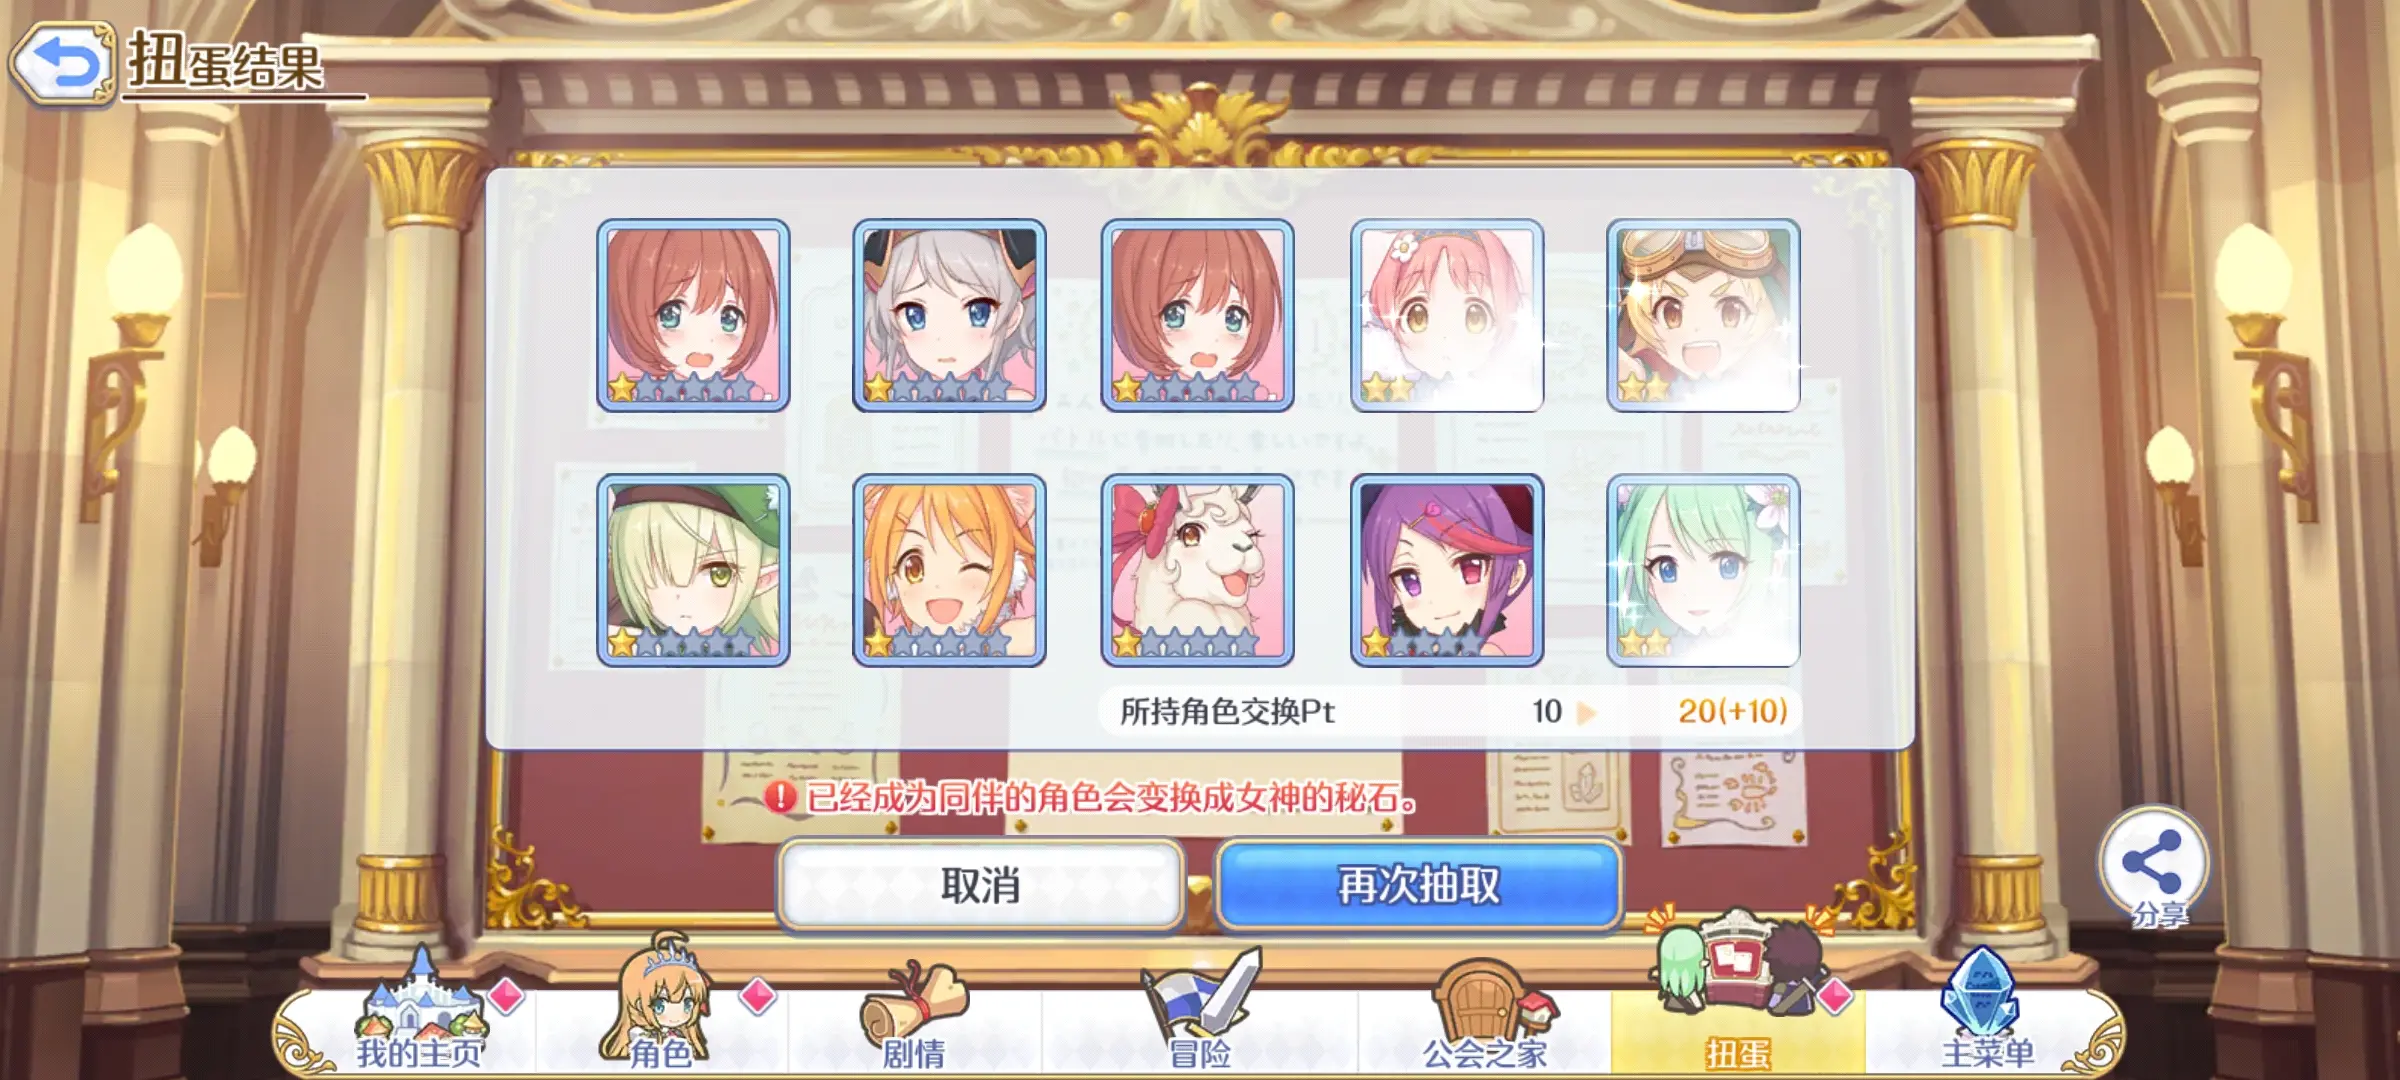 扭蛋结果
所持角色交换Pt 10 20(+10)
已经成为同伴的角色会变换成女神的秘石。
取消
再次抽取
分享
我的主页
角色
剧情
冒险
公会之家
扭蛋
主菜单